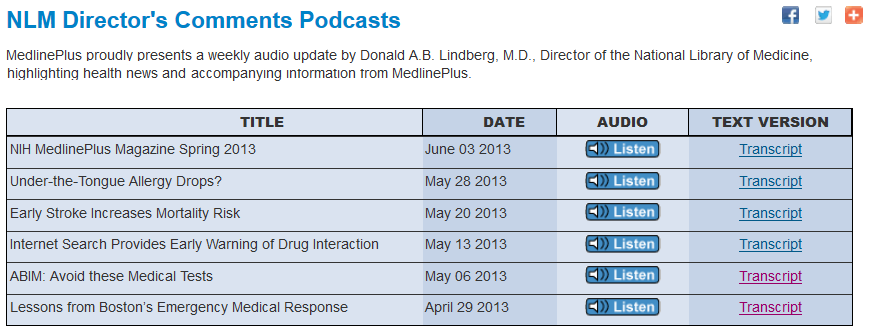 NLM Director's Comments Podcasts
MedlinePlus proudly presents a weekly audio update by Donald A.B. Lindberg, M.D., Director of the National Library of Medicine,
highlighting health news and accompanying information from MedlinePlus.
TITLE DATE AUDIO TEXT VERSION
NIH MedlinePlus Magazine Spring 2013 June 03 2013 Listen Transcript
Under-the-Tongue Allergy Drops? May 28 2013 Listen Transcript
Early Stroke Increases Mortality Risk May 20 2013 Listen Transcript
Internet Search Provides Early Warning of Drug Interaction May 13 2013 Listen Transcript
ABIM: Avoid these Medical Tests May 06 2013 Listen Transcript
Lessons from Boston’s Emergency Medical Response April 29 2013 Listen Transcript